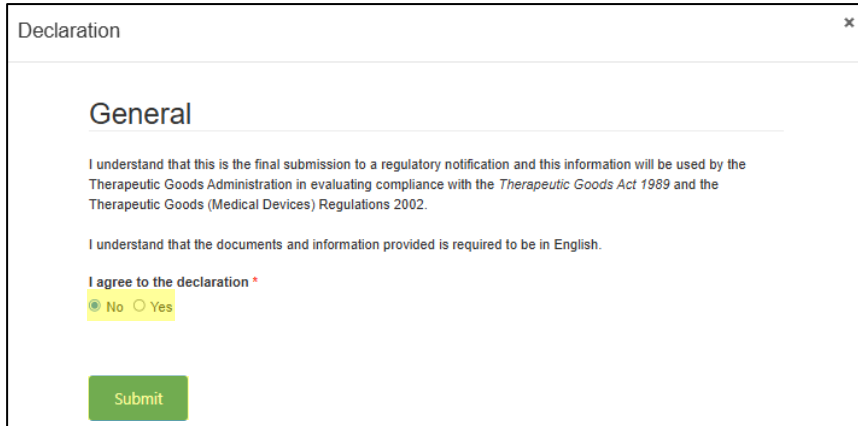 Declaration
×
General
I understand that this is the final submission to a regulatory notification and this information will be used by the
Therapeutic Goods Administration in evaluating compliance with the Therapeutic Goods Act 1989 and the
Therapeutic Goods (Medical Devices) Regulations 2002.
I understand that the documents and information provided is required to be in English.
I agree to the declaration *
No Yes
Submit